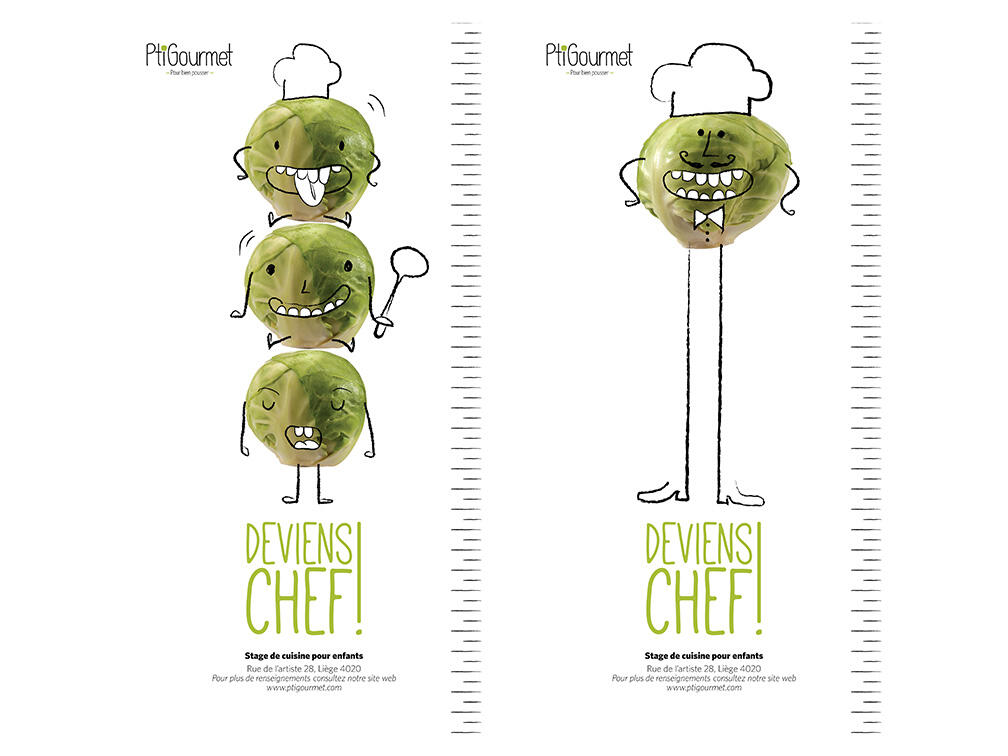 PtiGourmet
– Pour bien pousser –
DEVIENS
CHEF!
Stage de cuisine pour enfants
Rue de l'artiste 28, Liège 4020
Pour plus de renseignements consultez notre site web
www.ptigourmet.com
PtiGourmet
– Pour bien pousser –
DEVIENS
CHEF!
Stage de cuisine pour enfants
Rue de l'artiste 28, Liège 4020
Pour plus de renseignements consultez notre site web
www.ptigourmet.com